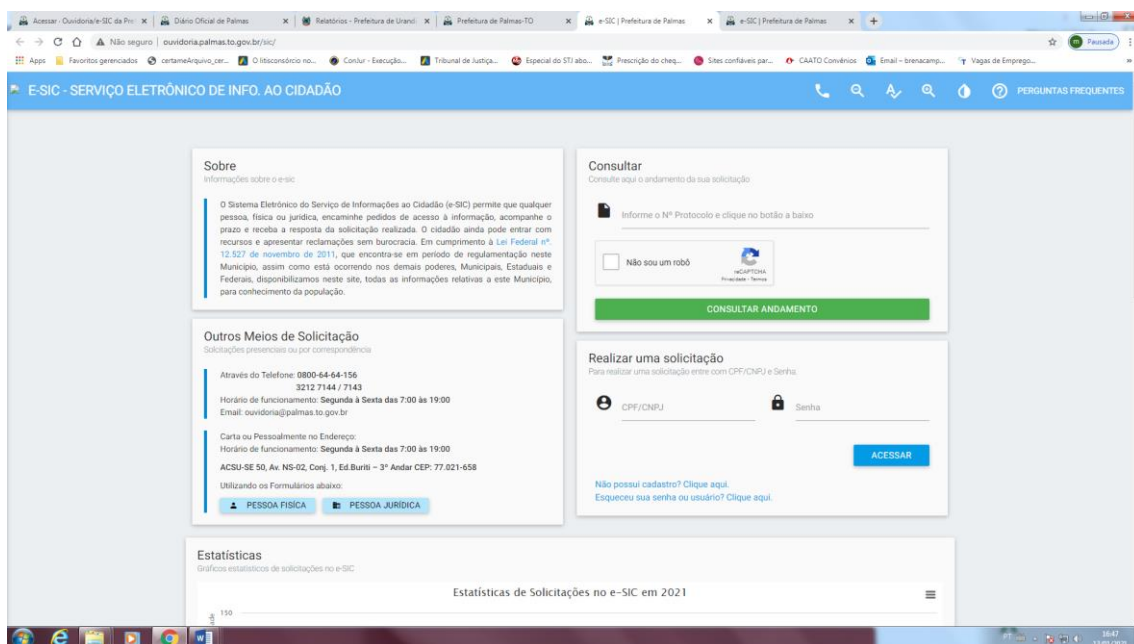 Acessar - Ouvidoria/e-SIC da Pre
Diário Oficial de Palmas
Relatórios - Prefeitura de Urandi
Prefeitura de Palmas-TO
e-SIC | Prefeitura de Palmas
e-SIC | Prefeitura de Palmas
Não seguro | ouvidoria.palmas.to.gov.br/sic/
Pausada
Apps
Favoritos gerenciados
certameArquivo_cer...
O litisconsórcio no...
ConJur - Execução...
Tribunal de Justiça...
Especial do STJ abo...
Prescrição do cheq...
Sites confiáveis par...
CAATO Convênios
Email – brenacamp...
Vagas de Emprego...
E-SIC - SERVIÇO ELETRÔNICO DE INFO. AO CIDADÃO
PERGUNTAS FREQUENTES
Sobre
Informações sobre o e-sic
O Sistema Eletrônico do Serviço de Informações ao Cidadão (e-SIC) permite que qualquer
pessoa, física ou jurídica, encaminhe pedidos de acesso à informação, acompanhe o
prazo e receba a resposta da solicitação realizada. O cidadão ainda pode entrar com
recursos e apresentar reclamações sem burocracia. Em cumprimento à Lei Federal nº.
12.527 de novembro de 2011, que encontra-se em período de regulamentação neste
Município, assim como está ocorrendo nos demais poderes, Municipais, Estaduais e
Federais, disponibilizamos neste site, todas as informações relativas a este Município,
para conhecimento da população.
Outros Meios de Solicitação
Solicitações presenciais ou por correspondência
Através do Telefone: 0800-64-64-156
3212 7144 / 7143
Horário de funcionamento: Segunda à Sexta das 7:00 às 19:00
Email: ouvidoria@palmas.to.gov.br
Carta ou Pessoalmente no Endereço:
Horário de funcionamento: Segunda à Sexta das 7:00 às 19:00
ACSU-SE 50, Av. NS-02, Conj. 1, Ed.Buriti – 3º Andar CEP: 77.021-658
Utilizando os Formulários abaixo:
PESSOA FISÍCA
PESSOA JURÍDICA
Consultar
Consulte aqui o andamento da sua solicitação
Informe o Nº Protocolo e clique no botão a baixo
Não sou um robô
reCAPTCHA
Privacidade - Termos
CONSULTAR ANDAMENTO
Realizar uma solicitação
Para realizar uma solicitação entre com CPF/CNPJ e Senha.
CPF/CNPJ
Senha
ACESSAR
Não possui cadastro? Clique aqui.
Esqueceu sua senha ou usuário? Clique aqui.
Estatísticas
Gráficos estatísticos de solicitações no e-SIC
Estatísticas de Solicitações no e-SIC em 2021
150
PT
16:47